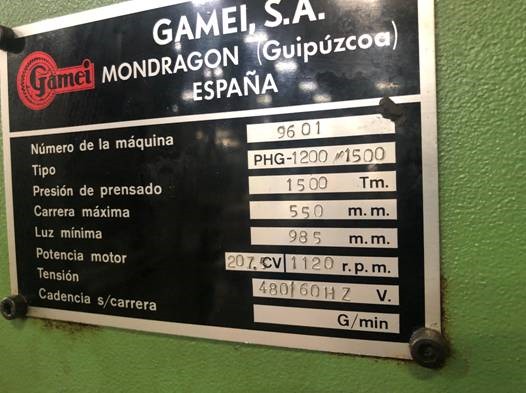 GAMEI, S.A.
Gamei
MONDRAGON (Guipúzcoa)
ESPAÑA
Número de la máquina 9601
Tipo PHG-1200/1500
Presión de prensado 1500 Tm.
Carrera máxima 550 m.m.
Luz mínima 985 m.m.
Potencia motor 207,5 CV 1120 r.p.m.
Tensión 480/60HZ V.
Cadencia s/carrera G/min